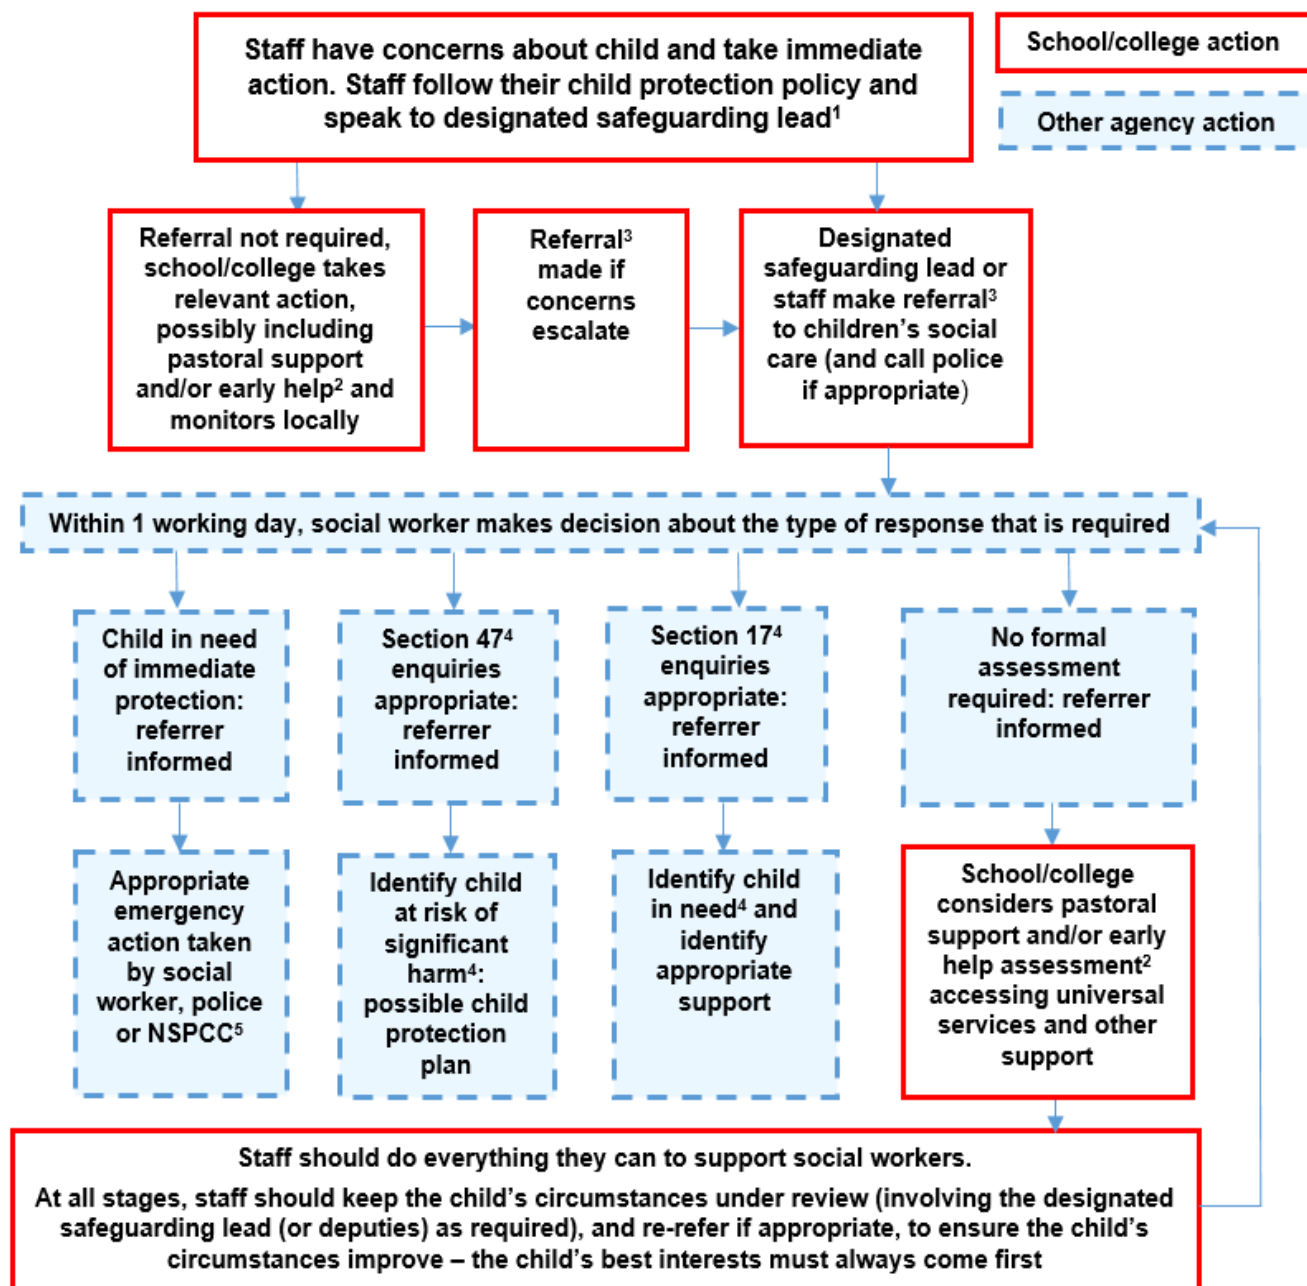 Staff have concerns about child and take immediate
action. Staff follow their child protection policy and
speak to designated safeguarding lead¹
School/college action
Other agency action
Referral not required,
school/college takes
relevant action,
possibly including
pastoral support
and/or early help² and
monitors locally
Referral³
made if
concerns
escalate
Designated
safeguarding lead or
staff make referral³
to children’s social
care (and call police
if appropriate)
Within 1 working day, social worker makes decision about the type of response that is required
Child in need
of immediate
protection:
referrer
informed
Section 47⁴
enquiries
appropriate:
referrer
informed
Section 17⁴
enquiries
appropriate:
referrer
informed
No formal
assessment
required: referrer
informed
Appropriate
emergency
action taken
by social
worker, police
or NSPCC⁵
Identify child
at risk of
significant
harm⁴:
possible child
protection
plan
Identify child
in need⁴ and
identify
appropriate
support
School/college
considers pastoral
support and/or early
help assessment²
accessing universal
services and other
support
Staff should do everything they can to support social workers.
At all stages, staff should keep the child’s circumstances under review (involving the designated
safeguarding lead (or deputies) as required), and re-refer if appropriate, to ensure the child’s
circumstances improve – the child’s best interests must always come first